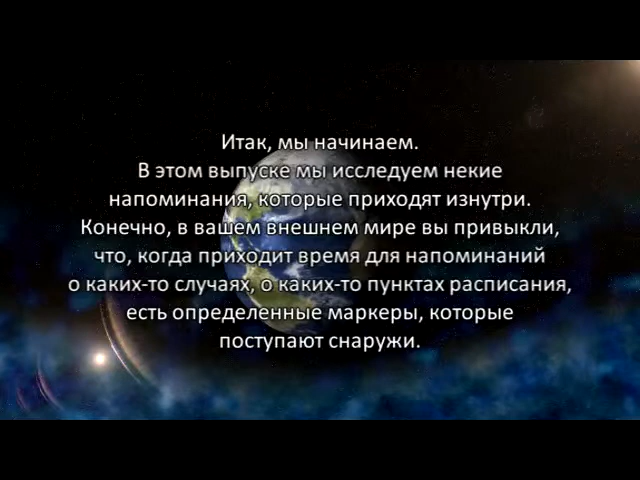 Итак, мы начинаем.
В этом выпуске мы исследуем некие
напоминания, которые приходят изнутри.
Конечно, в вашем внешнем мире вы привыкли,
что, когда приходит время для напоминаний
о каких-то случаях, о каких-то пунктах расписания,
есть определенные маркеры, которые
поступают снаружи.